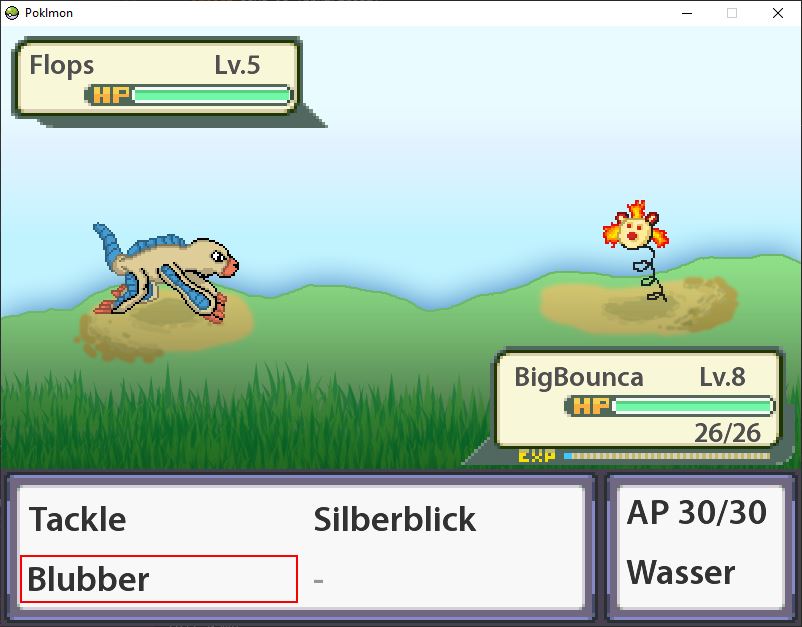 PokImon
Flops Lv.5
HP
BigBounca Lv.8
HP
26/26
EXP
Tackle Silberblick
Blubber -
AP 30/30
Wasser